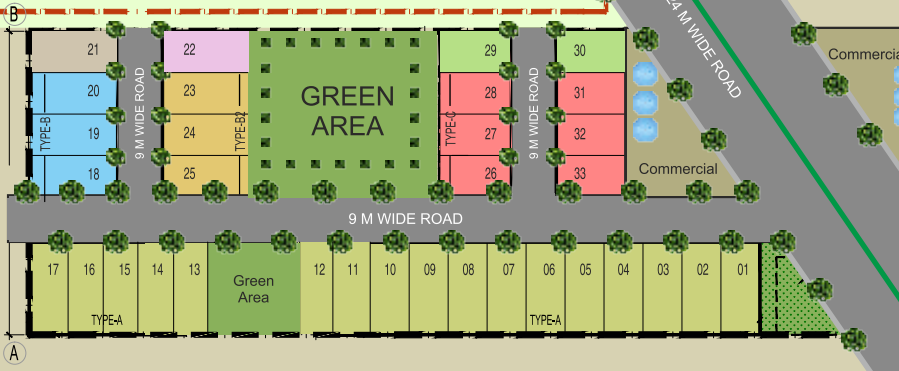 B
24 M WIDE ROAD
21
22
29
30
Commercial
20
19
18
TYPE-B
9 M WIDE ROAD
23
24
25
TYPE-B2
GREEN
AREA
28
27
26
TYPE-C
9 M WIDE ROAD
31
32
33
Commercial
9 M WIDE ROAD
17
16
15
14
13
Green
Area
12
11
10
09
08
07
06
05
04
03
02
01
TYPE-A
TYPE-A
A